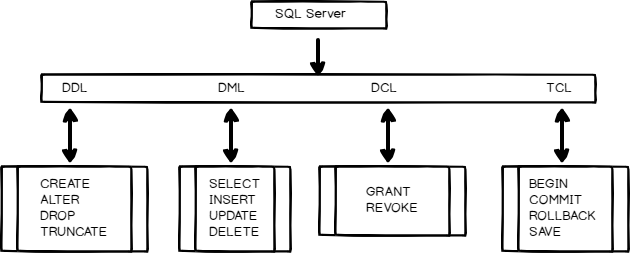 SQL Server
DDL DML DCL TCL
CREATE
ALTER
DROP
TRUNCATE
SELECT
INSERT
UPDATE
DELETE
GRANT
REVOKE
BEGIN
COMMIT
ROLLBACK
SAVE